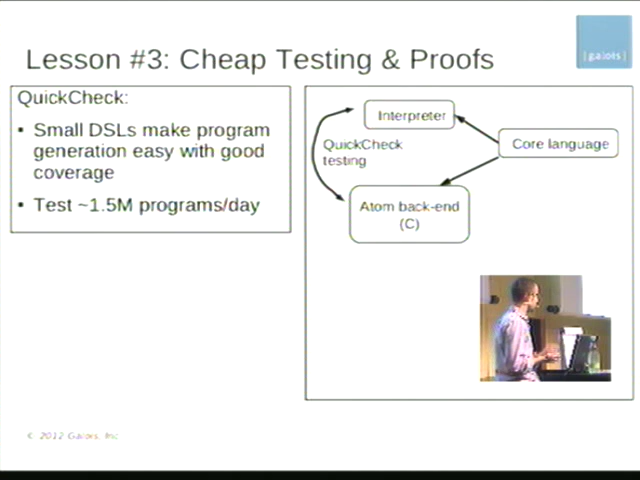 Lesson #3: Cheap Testing & Proofs
|galois|
QuickCheck:
• Small DSLs make program
generation easy with good
coverage
• Test ~1.5M programs/day
Interpreter
QuickCheck
testing
Core language
Atom back-end
(C)
© 2012 Galois, Inc